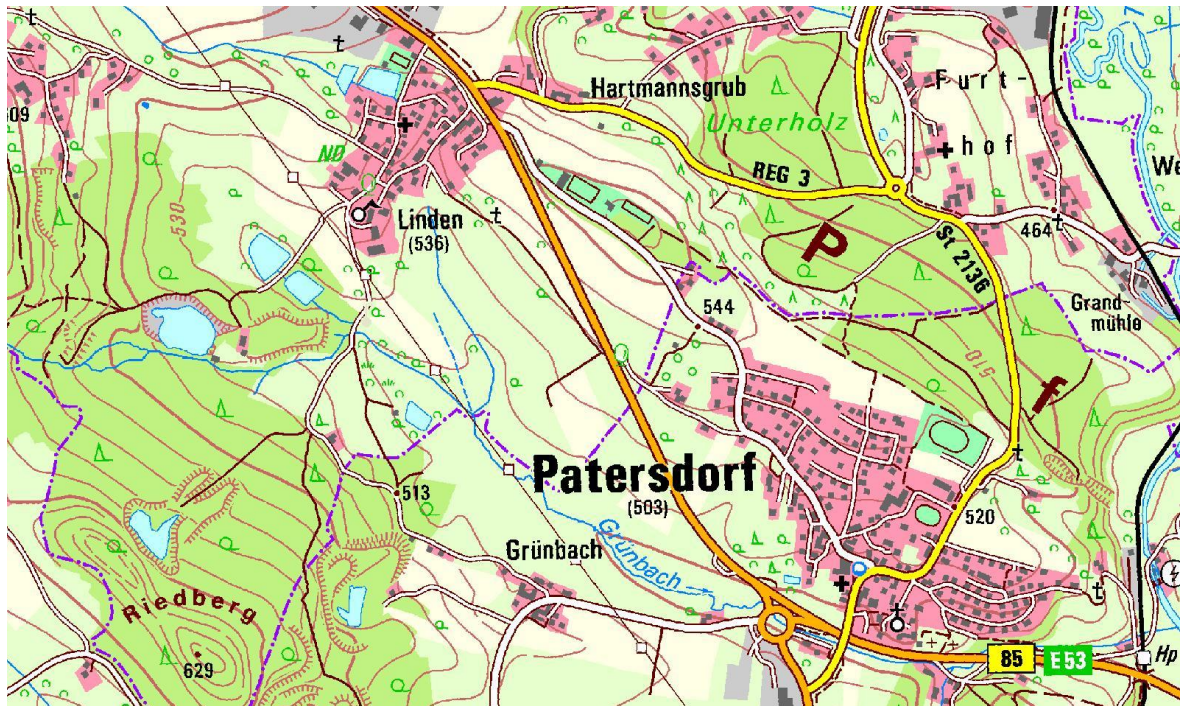 Hartmannsgrub
Furt-
hof
Unterholz
We
ND
REG 3
530
Linden
(536)
P
St 2136
464
544
Grand-
mühle
510
f
Patersdorf
(503)
513
520
Grünbach
Grünbach
Riedberg
629
85
E53
Hp